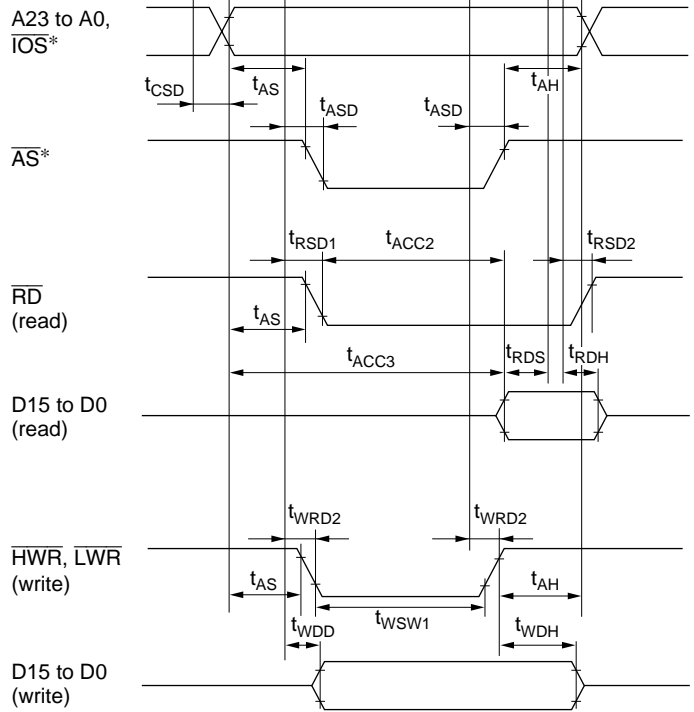 A23 to A0,
IOS*
tCSD
tAS
tAH
tASD
tASD
AS*
tRSD1
tACC2
tRSD2
RD
(read)
tAS
tACC3
tRDS
tRDH
D15 to D0
(read)
tWRD2
tWRD2
HWR, LWR
(write)
tAS
tAH
tWSW1
tWDD
tWDH
D15 to D0
(write)